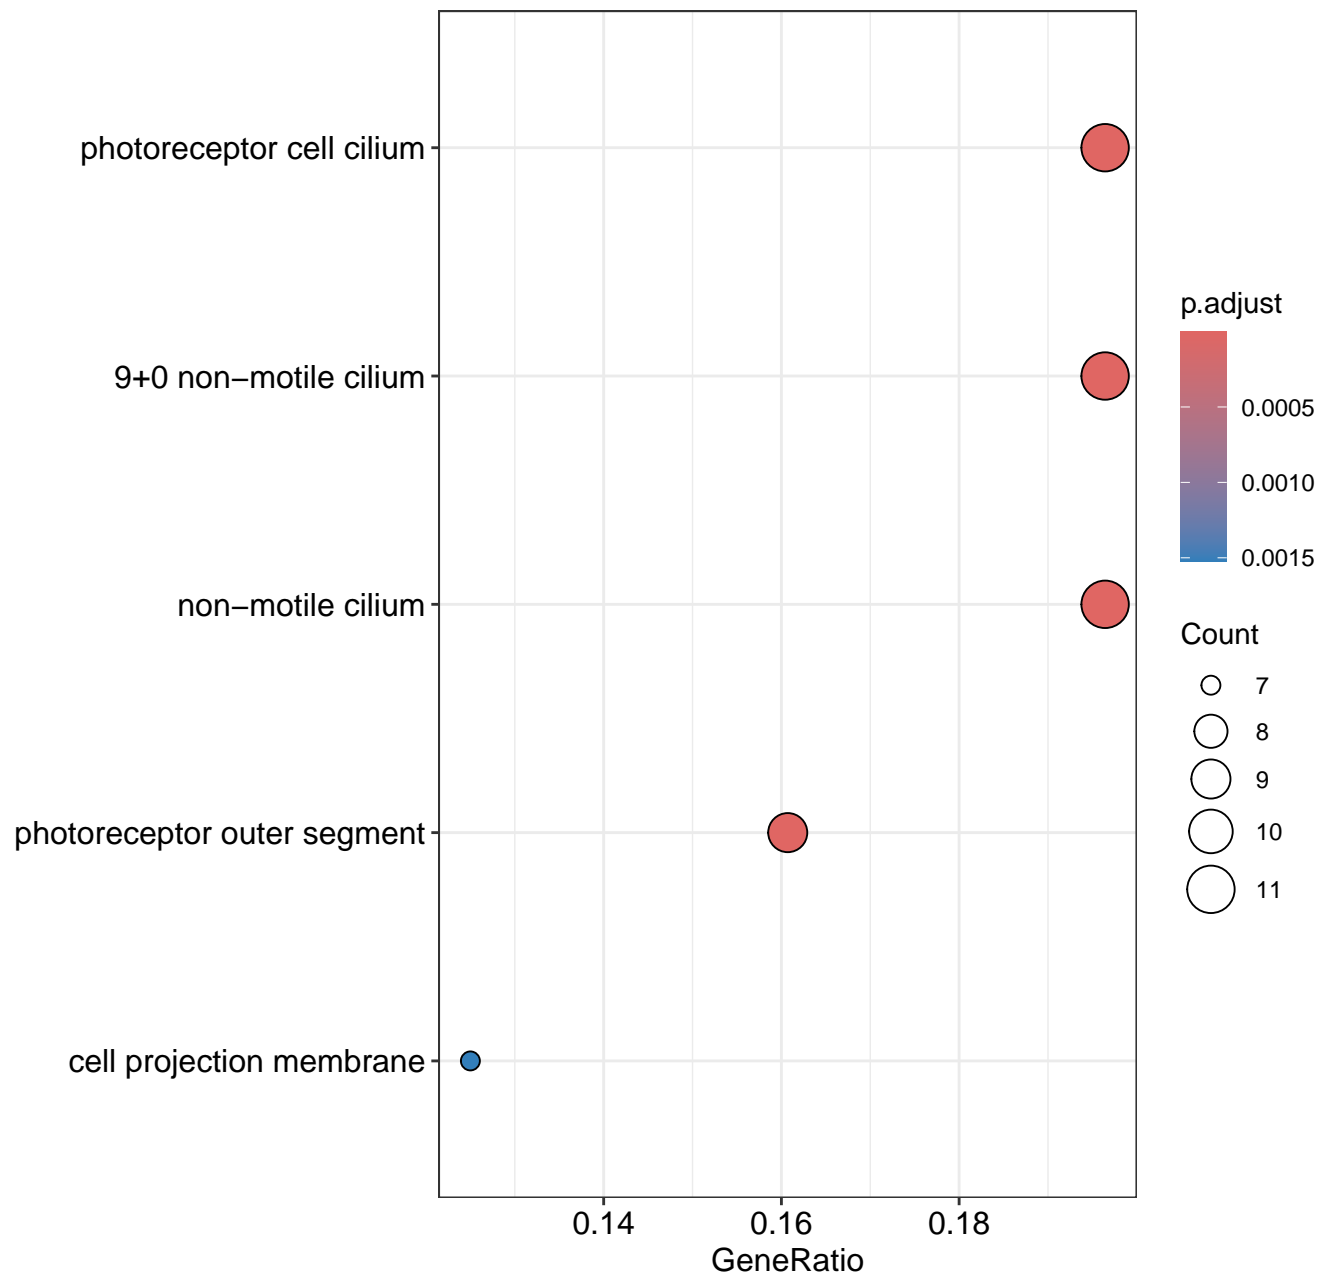 photoreceptor cell cilium
9+0 non−motile cilium
non−motile cilium
photoreceptor outer segment
cell projection membrane
0.14 0.16 0.18
GeneRatio
p.adjust
0.0005
0.0010
0.0015
Count
7
8
9
10
11